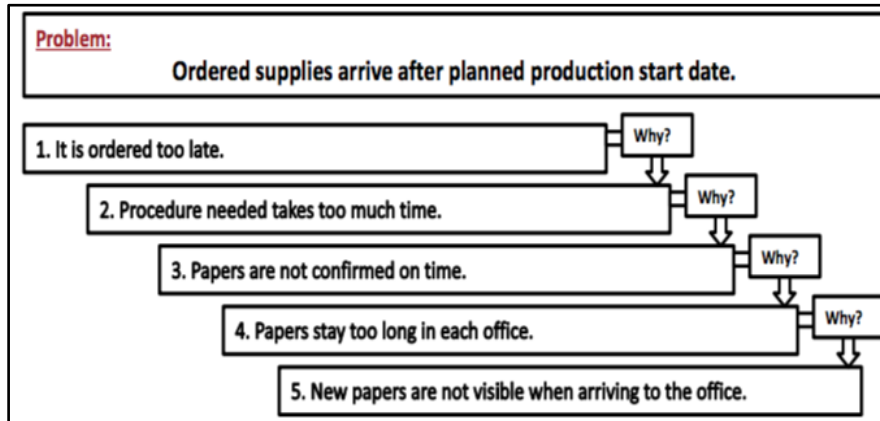 Problem:
Ordered supplies arrive after planned production start date.
1. It is ordered too late.
Why?
2. Procedure needed takes too much time.
Why?
3. Papers are not confirmed on time.
Why?
4. Papers stay too long in each office.
Why?
5. New papers are not visible when arriving to the office.